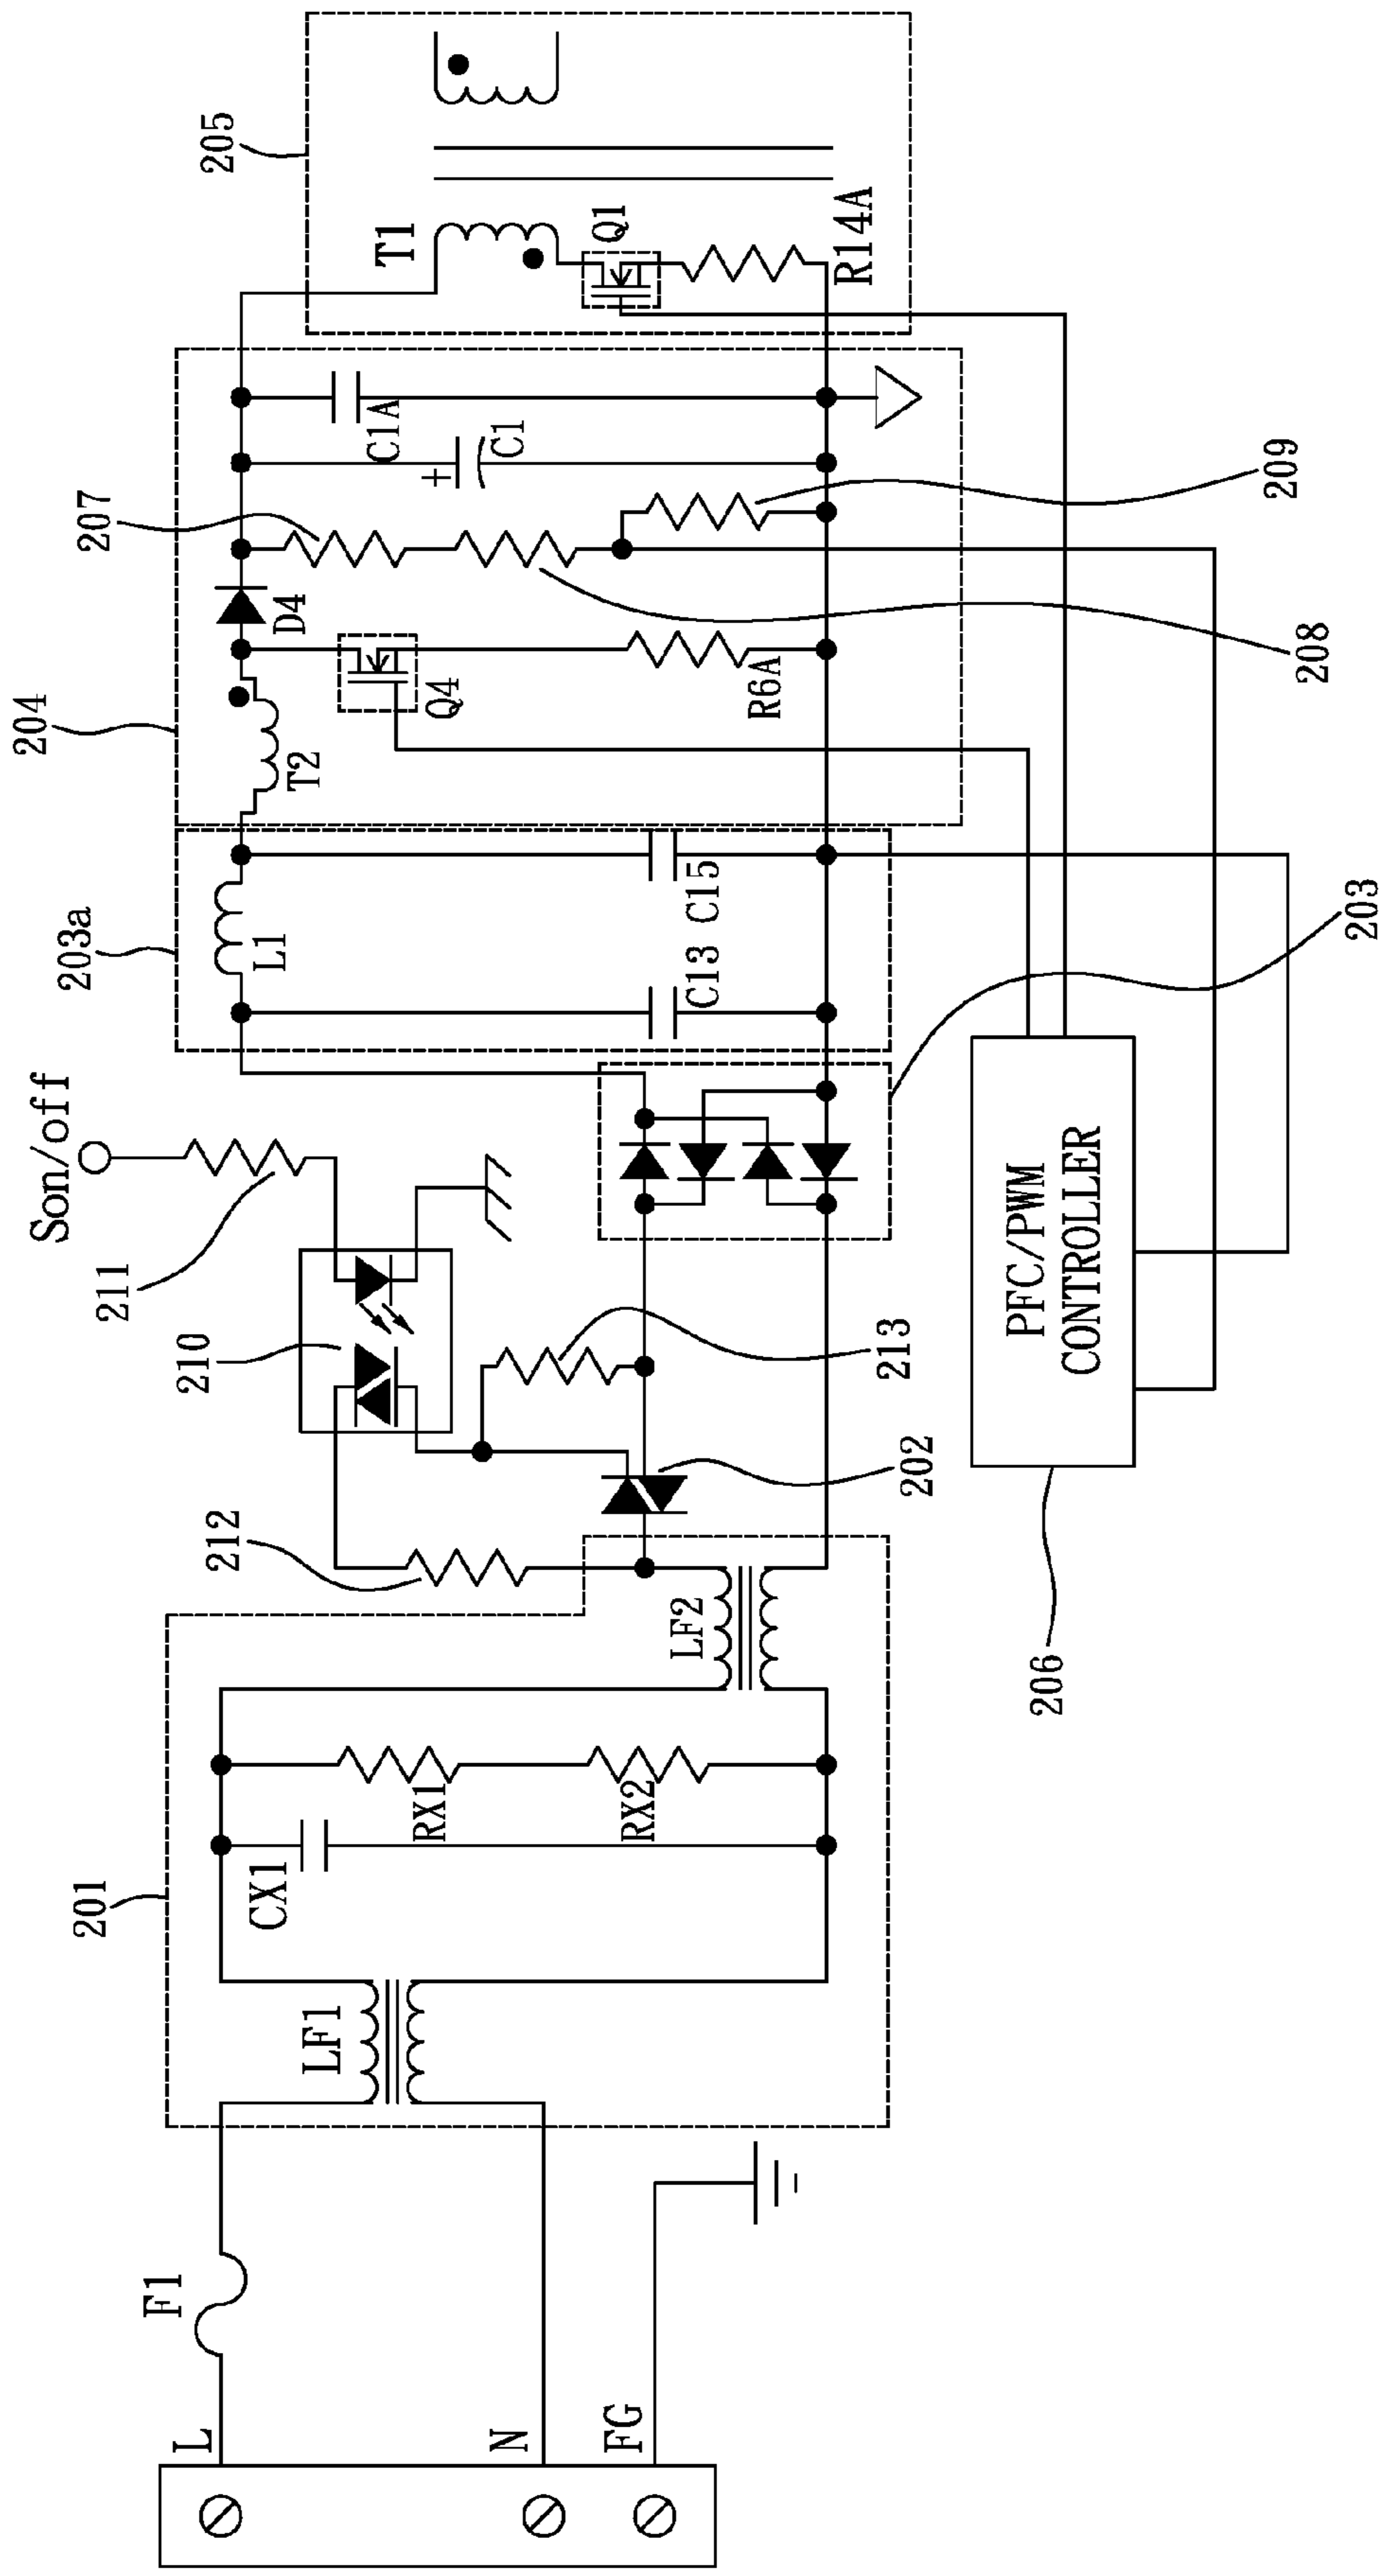 F1
L
N
FG
201
LF1
CX1
RX1
RX2
LF2
212
202
213
210
211
Son/off
203
203a
L1
C13
C15
204
T2
Q4
R6A
D4
207
208
209
C1
C1A
205
T1
Q1
R14A
206
PFC/PWM
CONTROLLER